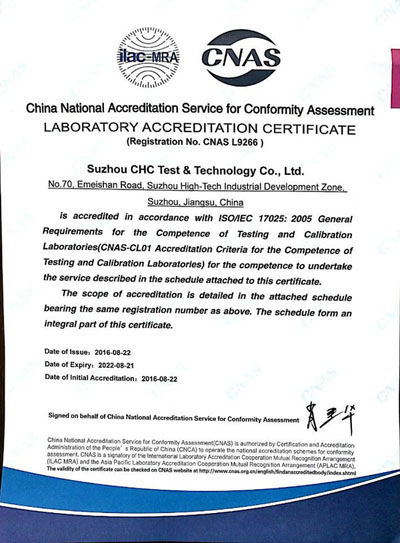 ilac-MRA
CNAS
China National Accreditation Service for Conformity Assessment
LABORATORY ACCREDITATION CERTIFICATE
(Registration No. CNAS L9266 )
Suzhou CHC Test & Technology Co., Ltd.
No.70, Emeishan Road, Suzhou High-Tech Industrial Development Zone,
Suzhou, Jiangsu, China
is accredited in accordance with ISO/IEC 17025: 2005 General
Requirements for the Competence of Testing and Calibration
Laboratories(CNAS-CL01 Accreditation Criteria for the Competence of
Testing and Calibration Laboratories) for the competence to undertake
the service described in the schedule attached to this certificate.
The scope of accreditation is detailed in the attached schedule
bearing the same registration number as above. The schedule form an
integral part of this certificate.
Date of Issue: 2016-08-22
Date of Expiry: 2022-08-21
Date of Initial Accreditation: 2016-08-22
Signed on behalf of China National Accreditation Service for Conformity Assessment
China National Accreditation Service for Conformity Assessment(CNAS) is authorized by Certification and Accreditation
Administration of the People's Republic of China (CNCA) to operate the national accreditation schemes for conformity
assessment. CNAS is a signatory of the International Laboratory Accreditation Cooperation Mutual Recognition Arrangement
(ILAC MRA) and the Asia Pacific Laboratory Accreditation Cooperation Mutual Recognition Arrangement (APLAC MRA).
The validity of the certificate can be checked on CNAS website at http://www.cnas.org.cn/english/findanaccreditedbody/index.shtml